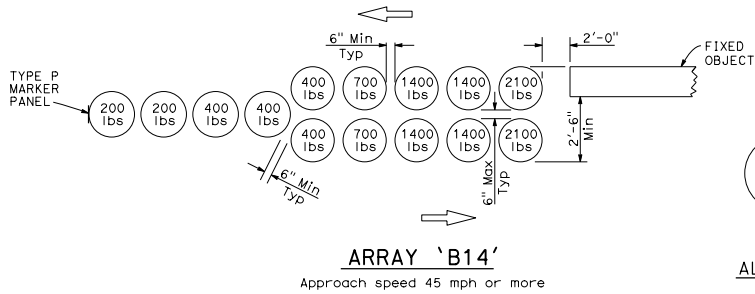 6" Min
Typ
2'-0"
FIXED
OBJECT
TYPE P
MARKER
PANEL
400
lbs
700
lbs
1400
lbs
1400
lbs
2100
lbs
200
lbs
200
lbs
400
lbs
400
lbs
400
lbs
700
lbs
1400
lbs
1400
lbs
2100
lbs
6" Min
Typ
6" Max
Typ
2'-6"
Min
ARRAY 'B14'
Approach speed 45 mph or more
AL